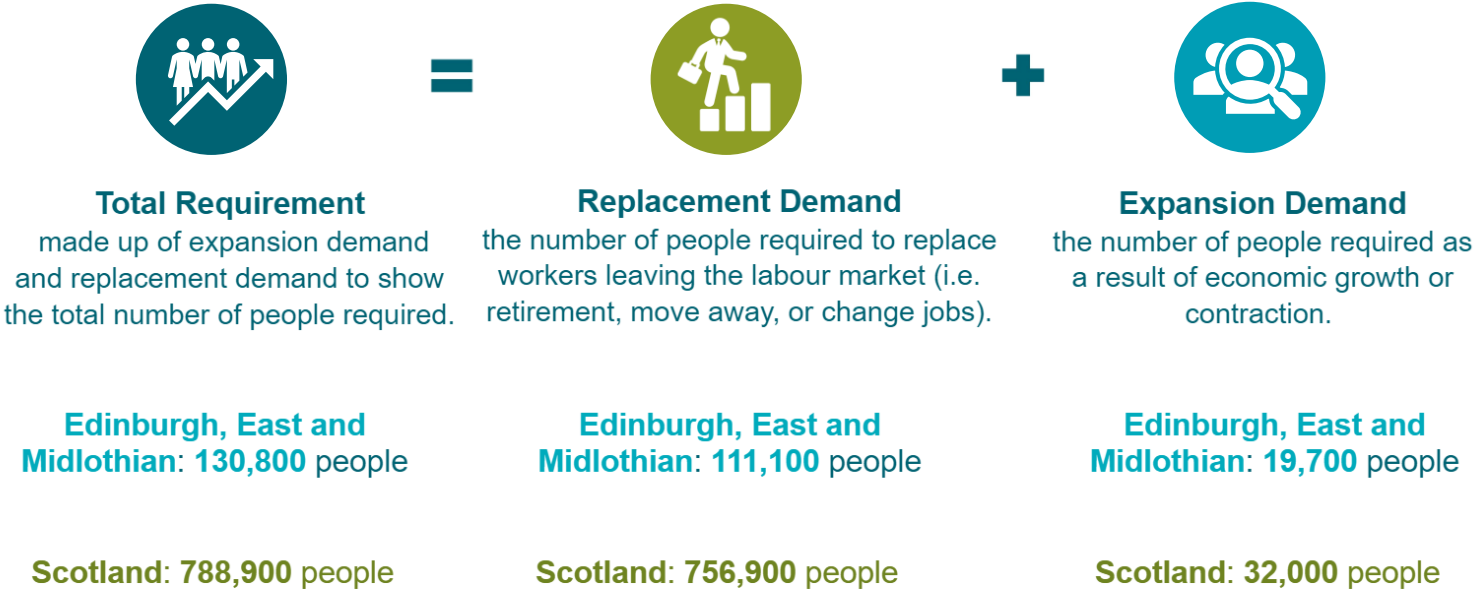 =
+
Total Requirement
made up of expansion demand
and replacement demand to show
the total number of people required.
Replacement Demand
the number of people required to replace
workers leaving the labour market (i.e.
retirement, move away, or change jobs).
Expansion Demand
the number of people required as
a result of economic growth or
contraction.
Edinburgh, East and
Midlothian: 130,800 people
Edinburgh, East and
Midlothian: 111,100 people
Edinburgh, East and
Midlothian: 19,700 people
Scotland: 788,900 people
Scotland: 756,900 people
Scotland: 32,000 people